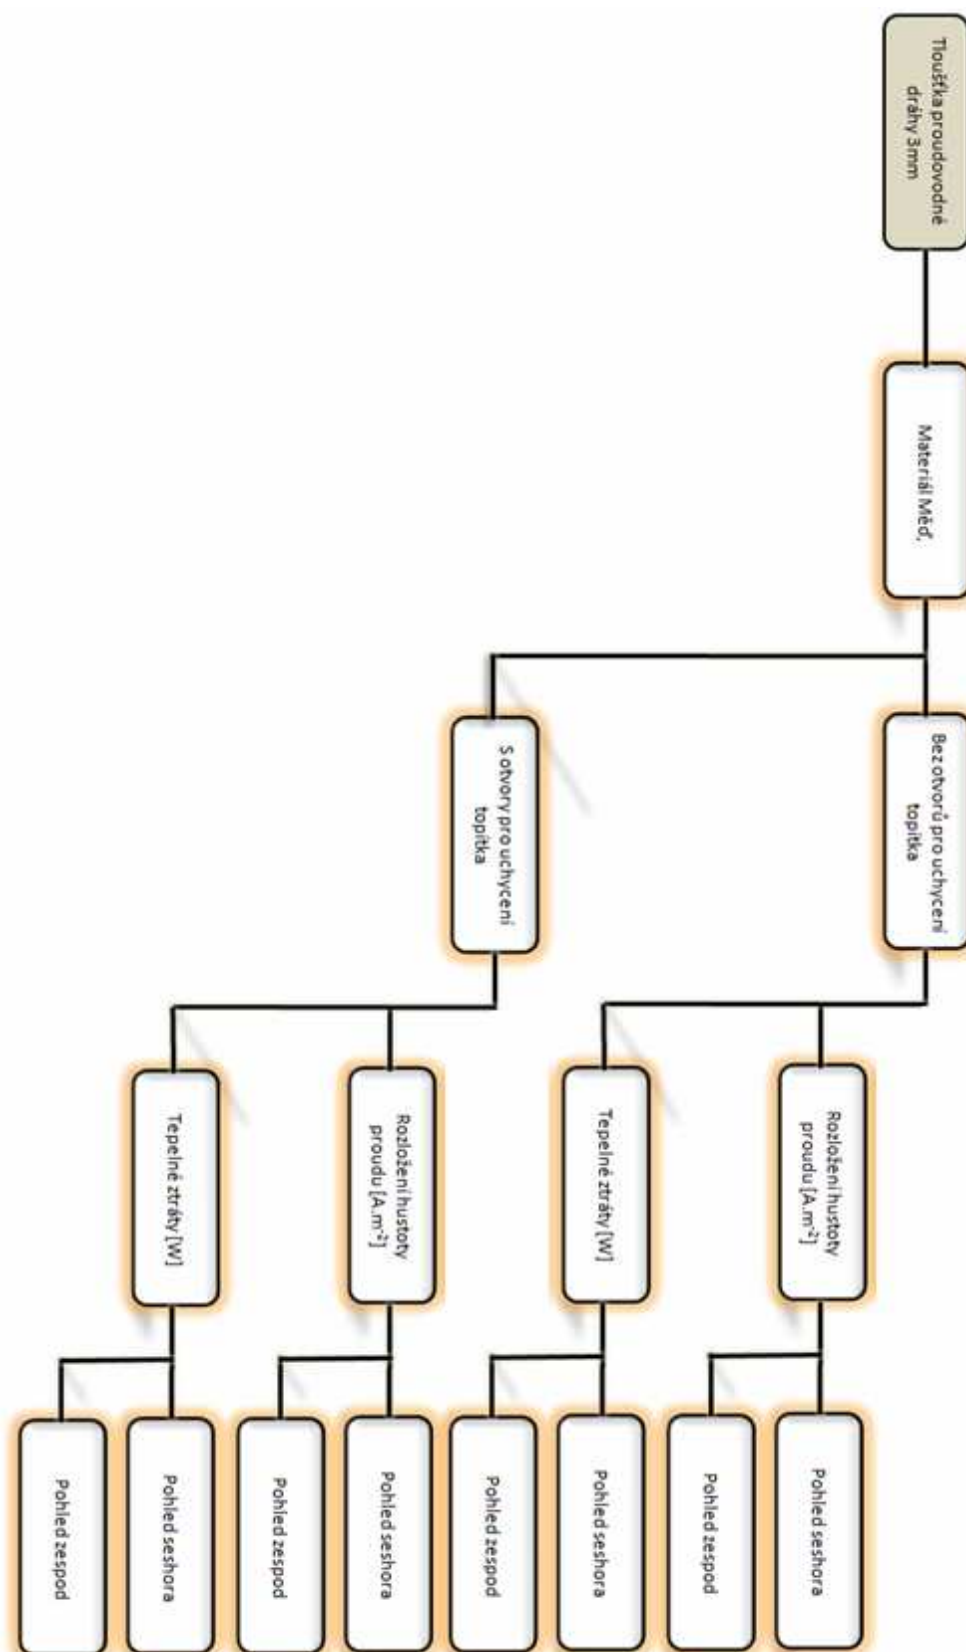 Tloušťka proudovodné
dráhy 3mm
Materiál Měď,
Bez otvorů pro uchycení
topítka
Rozložení hustoty
proudu [A.m⁻²]
Pohled seshora
Pohled zespod
Tepelné ztráty [W]
Pohled seshora
Pohled zespod
S otvory pro uchycení
topítka
Rozložení hustoty
proudu [A.m⁻²]
Pohled seshora
Pohled zespod
Tepelné ztráty [W]
Pohled seshora
Pohled zespod